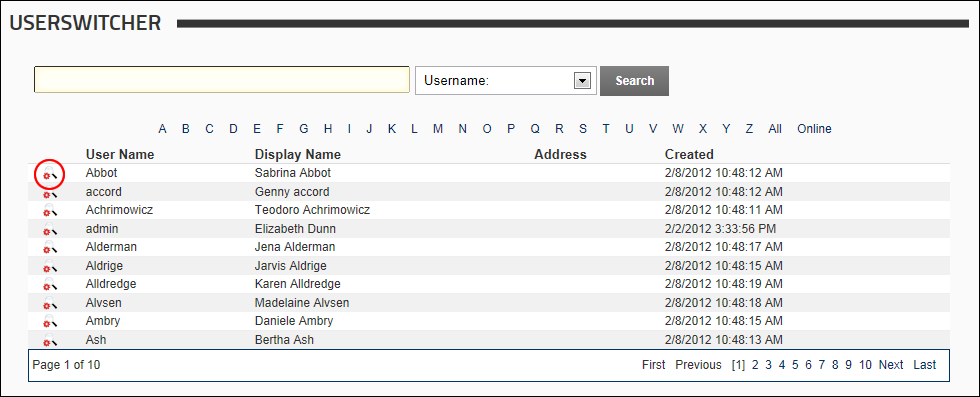 USERSWITCHER
Username: Search
A B C D E F G H I J K L M N O P Q R S T U V W X Y Z All Online
User Name Display Name Address Created
Abbot Sabrina Abbot 2/8/2012 10:48:12 AM
accord Genny accord 2/8/2012 10:48:12 AM
Achrimowicz Teodoro Achrimowicz 2/8/2012 10:48:11 AM
admin Elizabeth Dunn 2/2/2012 3:33:56 PM
Alderman Jena Alderman 2/8/2012 10:48:17 AM
Aldrige Jarvis Aldrige 2/8/2012 10:48:15 AM
Alldredge Karen Alldredge 2/8/2012 10:48:19 AM
Alvsen Madelaine Alvsen 2/8/2012 10:48:18 AM
Ambry Daniele Ambry 2/8/2012 10:48:15 AM
Ash Bertha Ash 2/8/2012 10:48:13 AM
Page 1 of 10 First Previous [1] 2 3 4 5 6 7 8 9 10 Next Last